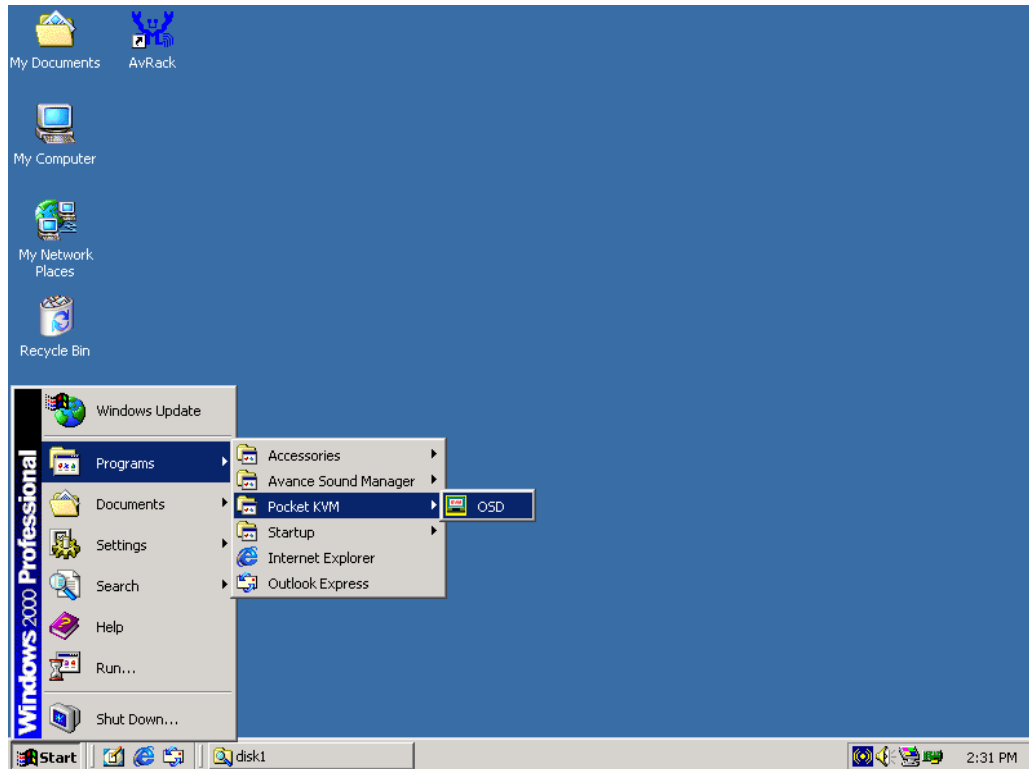 My Documents
AvRack
My Computer
My Network
Places
Recycle Bin
Windows 2000 Professional
Windows Update
Programs
Documents
Settings
Search
Help
Run...
Shut Down...
Accessories
Avance Sound Manager
Pocket KVM
Startup
Internet Explorer
Outlook Express
OSD
Start
disk1
2:31 PM